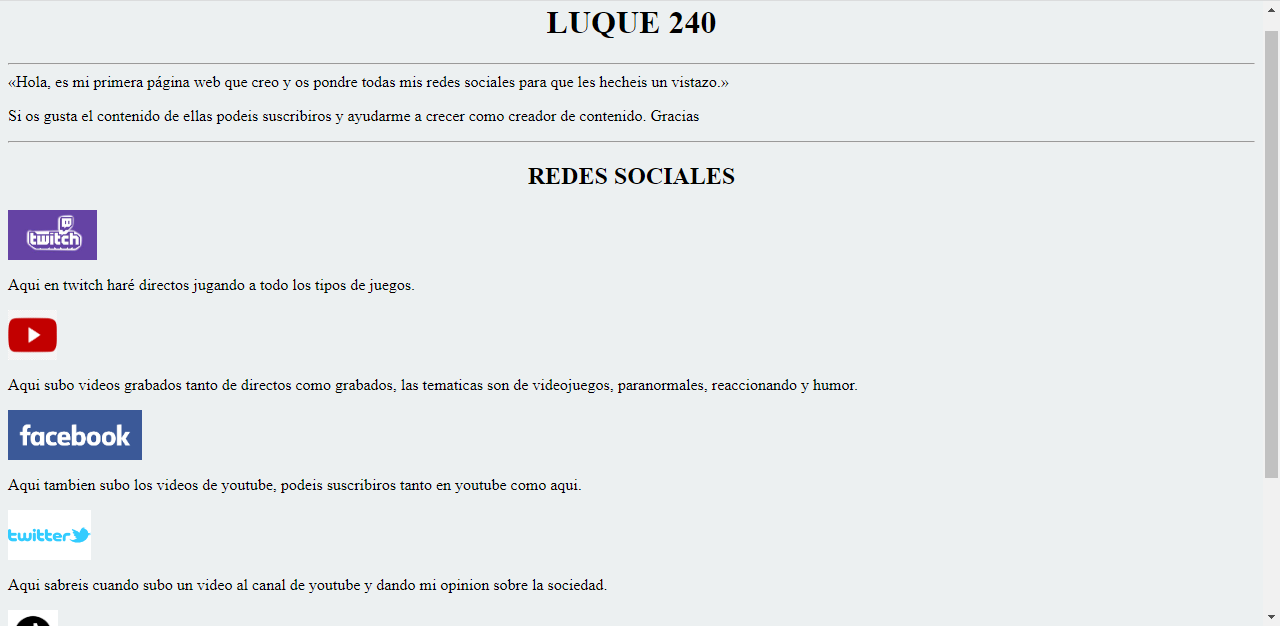 LUQUE 240
«Hola, es mi primera página web que creo y os pondre todas mis redes sociales para que les hecheis un vistazo.»
Si os gusta el contenido de ellas podeis suscribiros y ayudarme a crecer como creador de contenido. Gracias
REDES SOCIALES
twitch
Aqui en twitch haré directos jugando a todo los tipos de juegos.
Aqui subo videos grabados tanto de directos como grabados, las tematicas son de videojuegos, paranormales, reaccionando y humor.
facebook
Aqui tambien subo los videos de youtube, podeis suscribiros tanto en youtube como aqui.
twitter
Aqui sabreis cuando subo un video al canal de youtube y dando mi opinion sobre la sociedad.